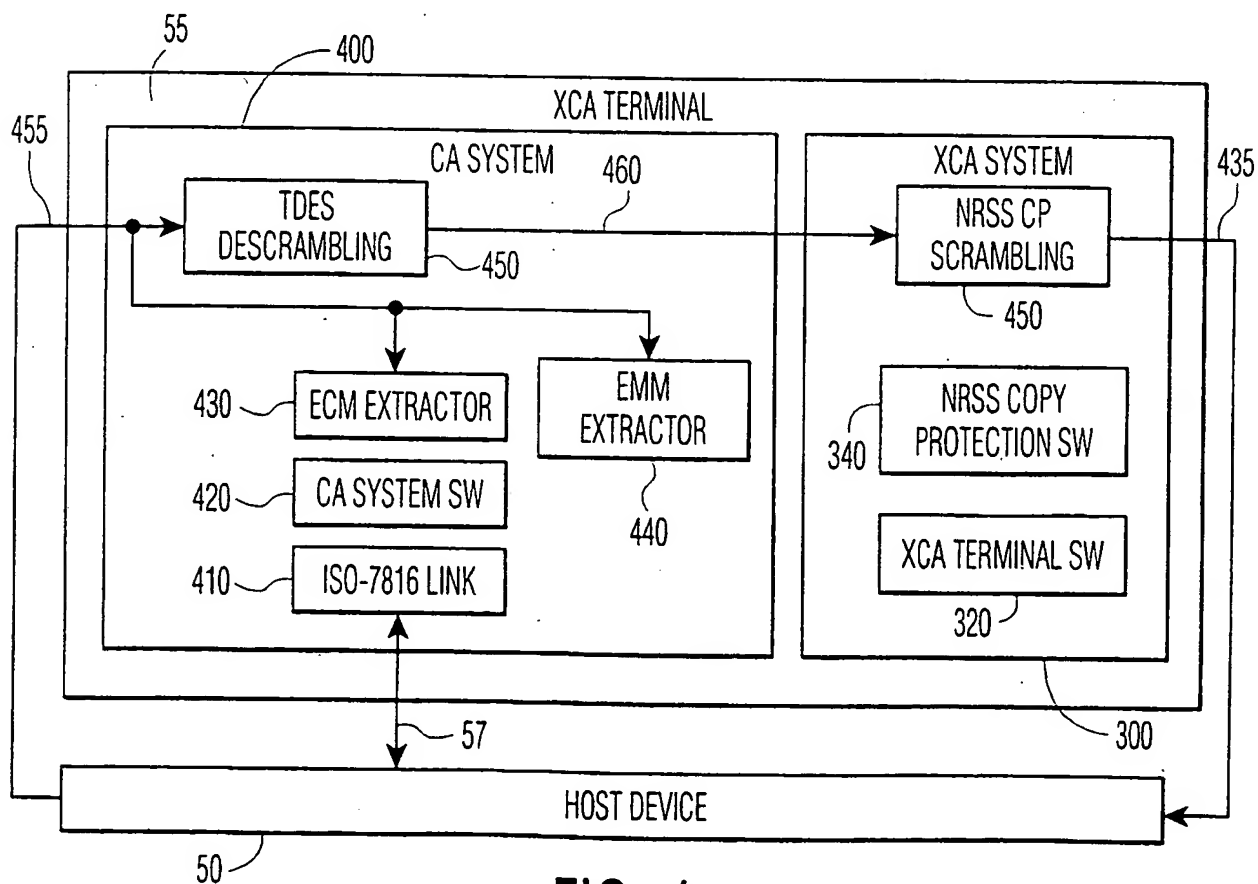 55
400
XCA TERMINAL
455
CA SYSTEM
460
XCA SYSTEM
435
TDES
DESCRAMBLING
450
NRSS CP
SCRAMBLING
450
430
ECM EXTRACTOR
EMM
EXTRACTOR
440
340
NRSS COPY
PROTECTION SW
420
CA SYSTEM SW
410
ISO-7816 LINK
XCA TERMINAL SW
320
57
300
HOST DEVICE
50